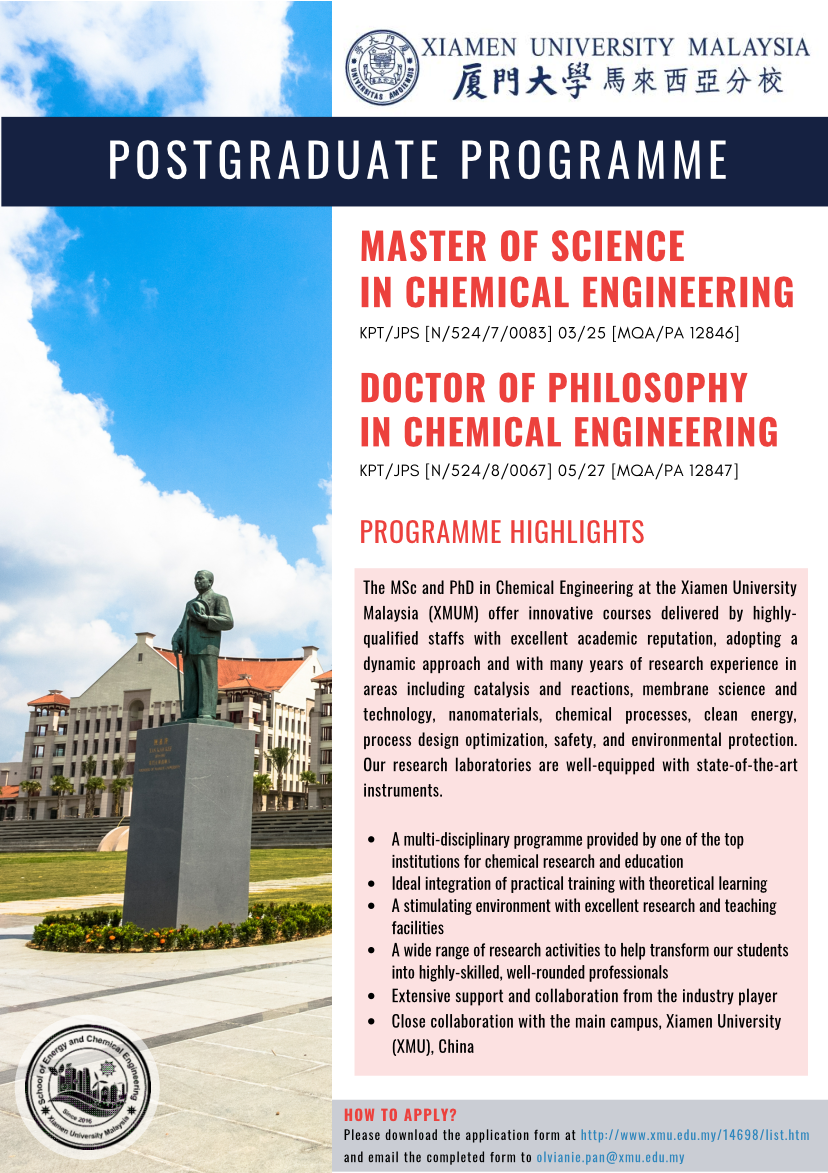 XIAMEN UNIVERSITY MALAYSIA
厦門大學 馬來西亞分校
UNIVERSITAS AMOIENSIS
POSTGRADUATE PROGRAMME
MASTER OF SCIENCE
IN CHEMICAL ENGINEERING
KPT/JPS [N/524/7/0083] 03/25 [MQA/PA 12846]
DOCTOR OF PHILOSOPHY
IN CHEMICAL ENGINEERING
KPT/JPS [N/524/8/0067] 05/27 [MQA/PA 12847]
PROGRAMME HIGHLIGHTS
The MSc and PhD in Chemical Engineering at the Xiamen University
Malaysia (XMUM) offer innovative courses delivered by highly-
qualified staffs with excellent academic reputation, adopting a
dynamic approach and with many years of research experience in
areas including catalysis and reactions, membrane science and
technology, nanomaterials, chemical processes, clean energy,
process design optimization, safety, and environmental protection.
Our research laboratories are well-equipped with state-of-the-art
instruments.
• A multi-disciplinary programme provided by one of the top
institutions for chemical research and education
• Ideal integration of practical training with theoretical learning
• A stimulating environment with excellent research and teaching
facilities
• A wide range of research activities to help transform our students
into highly-skilled, well-rounded professionals
• Extensive support and collaboration from the industry player
• Close collaboration with the main campus, Xiamen University
(XMU), China
School of Energy and Chemical Engineering
Since 2016
Xiamen University Malaysia
HOW TO APPLY?
Please download the application form at http://www.xmu.edu.my/14698/list.htm
and email the completed form to olvianie.pan@xmu.edu.my